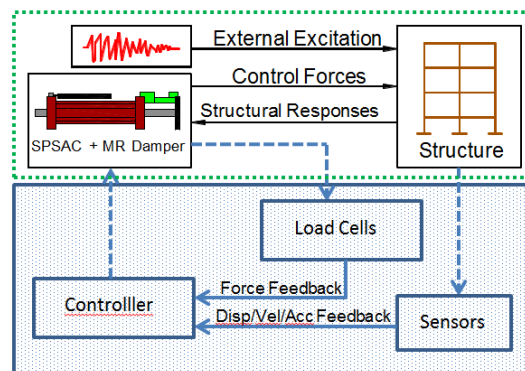 External Excitation
Control Forces
Structural Responses
SPSAC + MR Damper
Structure
Load Cells
Force Feedback
Controlller
Disp/Vel/Acc Feedback
Sensors